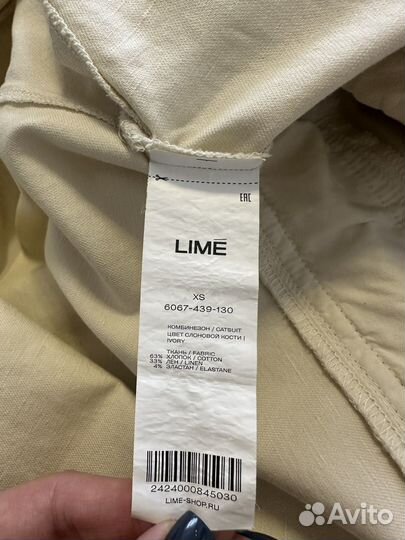 EAC
LIMĒ
XS
6067-439-130
КОМБИНЕЗОН / CATSUIT
ЦВЕТ СЛОНОВОЙ КОСТИ |
IVORY
ТКАНЬ / FABRIC
63% ХЛОПОК / COTTON
33% ЛЕН / LINEN
4% ЭЛАСТАН / ELASTANE
2424000845030
LIME-SHOP.RU
Avito